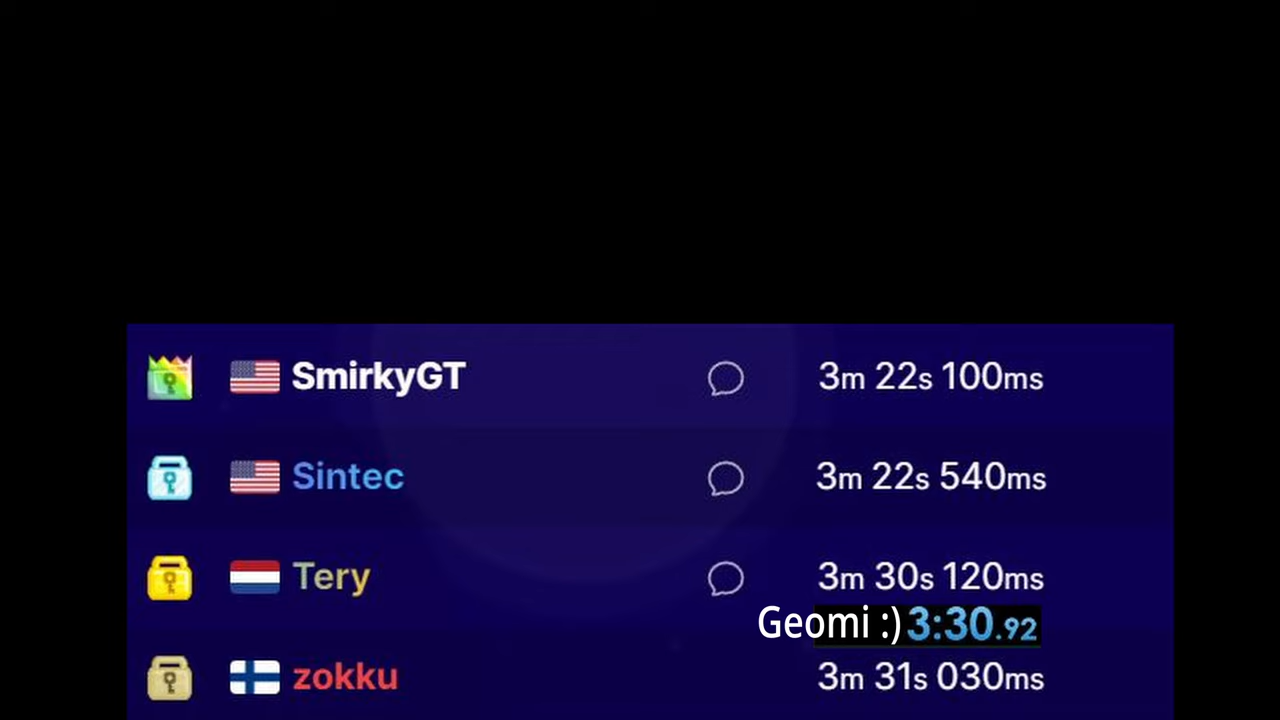 SmirkyGT 3m 22s 100ms
Sintec 3m 22s 540ms
Tery 3m 30s 120ms
Geomi :) 3:30.92
zokku 3m 31s 030ms